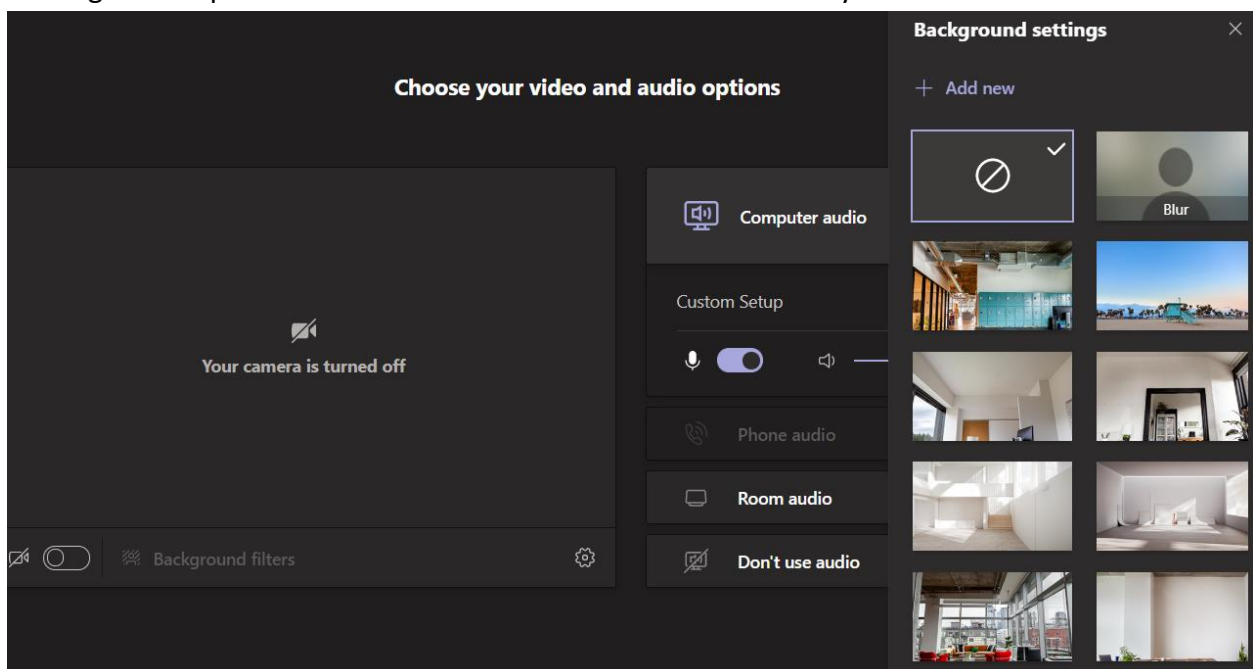 Choose your video and audio options
Your camera is turned off
Background filters
Computer audio
Custom Setup
Phone audio
Room audio
Don't use audio
Background settings
Add new
Blur